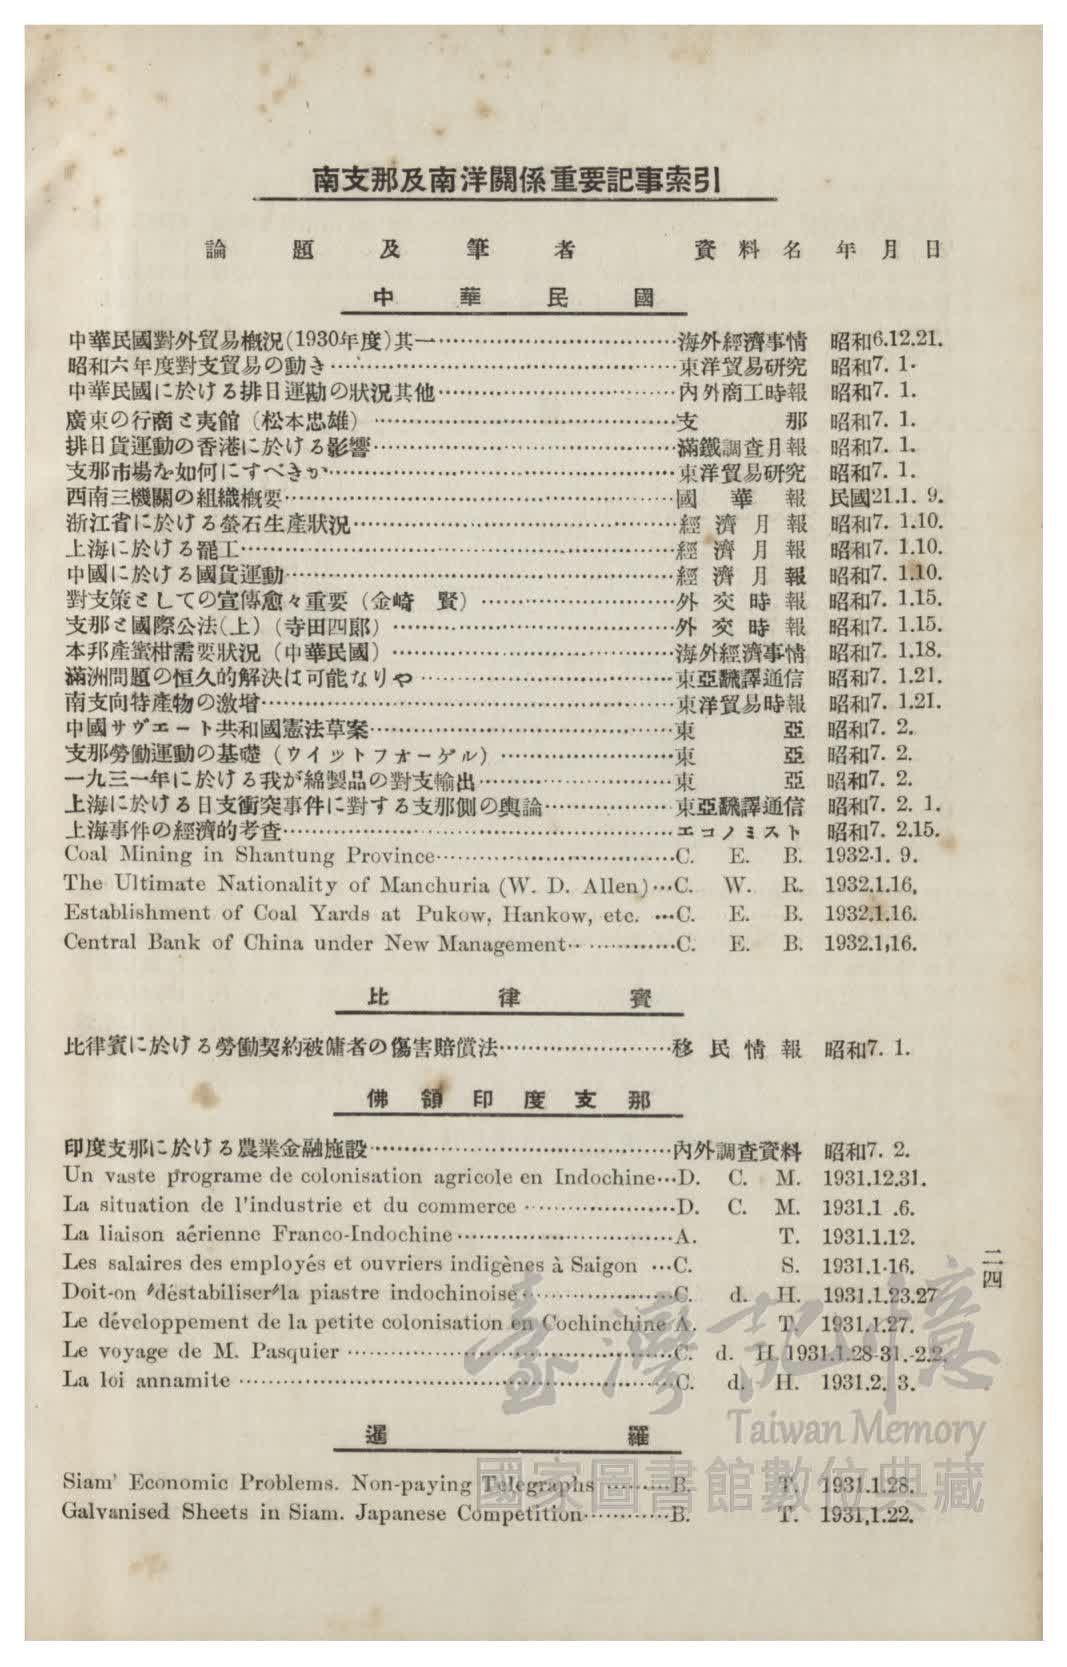 南支那及南洋關係重要記事索引
論題及筆者 資料名 年月日
中華民國
中華民國對外貿易槪況(1930年度)其一……海外經濟事情 昭和6.12.21.
昭和六年度對支貿易の動き……東洋貿易研究 昭和7. 1.
中華民國に於ける排日運動の狀況其他……內外商工時報 昭和7. 1.
廣東の行商と夷館(松本忠雄)……支那 昭和7. 1.
排日貨運動の香港に於ける影響……滿鐵調査月報 昭和7. 1.
支那市場を如何にすべきか……東洋貿易研究 昭和7. 1.
西南三機關の組織槪要……國華報 民國21.1. 9.
浙江省に於ける螢石生產狀況……經濟月報 昭和7. 1.10.
上海に於ける罷工……經濟月報 昭和7. 1.10.
中國に於ける國貨運動……經濟月報 昭和7. 1.10.
對支策としての宣傳愈々重要(金崎 賢)……外交時報 昭和7. 1.15.
支那と國際公法(上)(寺田四郞)……外交時報 昭和7. 1.15.
本邦產蜜柑需要狀況(中華民國)……海外經濟事情 昭和7. 1.18.
滿洲問題の恒久的解決は可能なりや……東亞飜譯通信 昭和7. 1.21.
南支向特產物の激增……東洋貿易時報 昭和7. 1.21.
中國サヴエート共和國憲法草案……東亞 昭和7. 2.
支那勞働運動の基礎(ウイットフオーゲル)……東亞 昭和7. 2.
一九三一年に於ける我が綿製品の對支輸出……東亞 昭和7. 2.
上海に於ける日支衝突事件に對する支那側の輿論……東亞飜譯通信 昭和7. 2. 1.
上海事件の經濟的考查……エコノミスト 昭和7. 2.15.
Coal Mining in Shantung Province……C. E. B. 1932.1. 9.
The Ultimate Nationality of Manchuria (W. D. Allen)…C. W. R. 1932.1.16.
Establishment of Coal Yards at Pukow, Hankow, etc. …C. E. B. 1932.1.16.
Central Bank of China under New Management……C. E. B. 1932.1,16.
比律賓
比律賓に於ける勞働契約被傭者の傷害賠償法……移民情報 昭和7. 1.
佛領印度支那
印度支那に於ける農業金融施設……內外調査資料 昭和7. 2.
Un vaste programe de colonisation agricole en Indochine…D. C. M. 1931.12.31.
La situation de l'industrie et du commerce……D. C. M. 1931.1 .6.
La liaison aérienne Franco-Indochine……A. T. 1931.1.12.
Les salaires des employés et ouvriers indigènes à Saigon …C. S. 1931.1.16.
Doit-on "déstabiliser"la piastre indochinoise……C. d. H. 1931.1.23.27
Le développement de la petite colonisation en Cochinchine A. T. 1931.1.27.
Le voyage de M. Pasquier……C. d. H 1931.1.28-31.-2.2.
La loi annamite……C. d. H. 1931.2. 3.
暹羅
Siam' Economic Problems. Non-paying Telegraphs……B. T. 1931.1.28.
Galvanised Sheets in Siam. Japanese Competition……B. T. 1931,1.22.
二四
臺灣記憶
Taiwan Memory
國家圖書館數位典藏